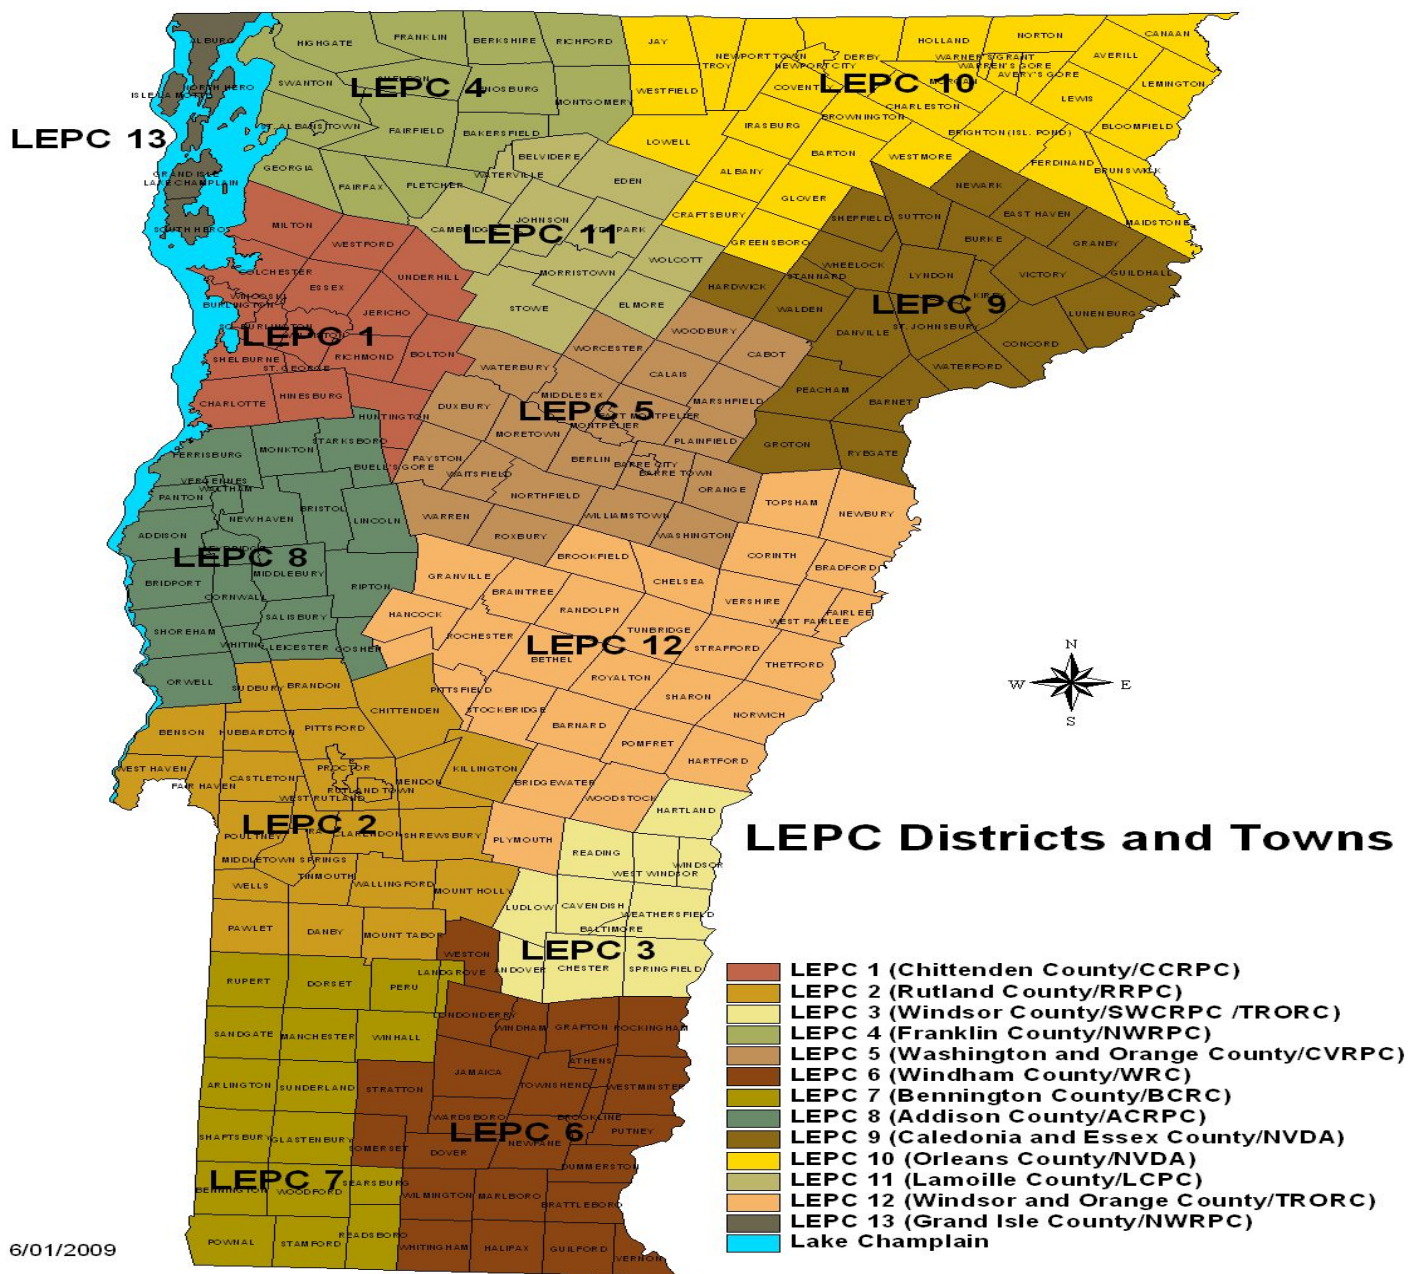 HIGHGATE
FRANKLIN
BERKSHIRE
RICHFORD
JAY
TROY
NEWPORT TOWN
NEWPORT CITY
DERBY
HOLLAND
NORTON
CANAAN
AVERILL
WARNER'S GRANT
WARREN'S GORE
AVERY'S GORE
LEMINGTON
LEWIS
BLOOMFIELD
SWANTON
LEPC 4
MONTGOMERY
WESTFIELD
COVENTRY
LEPC 10
CHARLESTON
BROWNINGTON
BRIGHTON (ISL. POND)
FERDINAND
BRUNSWICK
MAIDSTONE
NORTH HERO
ISLE LA MOTTE
LEPC 13
GRAND ISLE
LAKE CHAMPLAIN
SOUTH HERO
ST. ALBANS TOWN
FAIRFIELD
BAKERSFIELD
LOWELL
IRASBURG
BARTON
WESTMORE
GEORGIA
FAIRFAX
FLETCHER
WATERVILLE
BELVIDERE
EDEN
ALBANY
GLOVER
CRAFTSBURY
GREENSBORO
NEWARK
SHEFFIELD
SUTTON
EAST HAVEN
BURKE
GRANBY
GUILDHALL
MILTON
WESTFORD
UNDERHILL
JOHNSON
LEPC 11
WOLCOTT
MORRISTOWN
STOWE
ELMORE
COLCHESTER
ESSEX
WINOOSKI
BURLINGTON
JERICHO
LEPC 1
SHELBURNE
ST. GEORGE
RICHMOND
BOLTON
CHARLOTTE
HINESBURG
HUNTINGTON
HARDWICK
STANNARD
WHEELOCK
LYNDON
VICTORY
WALDEN
LEPC 9
LUNENBURG
DANVILLE
ST. JOHNSBURY
CONCORD
WATERFORD
PEACHAM
BARNET
GROTON
RYEGATE
WOODBURY
WORCESTER
CABOT
CALAIS
WATERBURY
MIDDLESEX
MARSHFIELD
DUXBURY
LEPC 5
EAST MONTPELIER
MONTPELIER
MORETOWN
PLAINFIELD
BERLIN
BARRE CITY
BARRE TOWN
FAYSTON
WAITSFIELD
NORTHFIELD
ORANGE
WARREN
WILLIAMSTOWN
ROXBURY
WASHINGTON
FERRISBURG
MONKTON
STARKSBORO
BUELL'S GORE
VERGENNES
WALTHAM
PANTON
NEW HAVEN
BRISTOL
LINCOLN
ADDISON
LEPC 8
BRIDPORT
MIDDLEBURY
CORNWALL
RIPTON
SALISBURY
SHOREHAM
WHITING
LEICESTER
GOSHEN
ORWELL
TOPSHAM
NEWBURY
BROOKFIELD
CORINTH
BRADFORD
GRANVILLE
CHELSEA
BRAINTREE
VERSHIRE
FAIRLEE
WEST FAIRLEE
HANCOCK
RANDOLPH
ROCHESTER
TUNBRIDGE
LEPC 12
STRAFFORD
BETHEL
THETFORD
ROYALTON
PITTSFIELD
STOCKBRIDGE
SHARON
NORWICH
BARNARD
POMFRET
HARTFORD
BRIDGEWATER
WOODSTOCK
PLYMOUTH
N
W
E
S
SUDBURY
BRANDON
CHITTENDEN
BENSON
HUBBARDTON
PITTSFORD
WEST HAVEN
FAIR HAVEN
CASTLETON
PROCTOR
MENDON
KILLINGTON
WEST RUTLAND
RUTLAND TOWN
LEPC 2
POULTNEY
CLARENDON
SHREWSBURY
MIDDLETOWN SPRINGS
TINMOUTH
WALLINGFORD
MOUNT HOLLY
WELLS
PAWLET
DANBY
MOUNT TABOR
HARTLAND
READING
WEST WINDSOR
WINDSOR
LUDLOW
CAVENDISH
WEATHERSFIELD
BALTIMORE
LEPC 3
ANDOVER
CHESTER
SPRINGFIELD
WESTON
LANDGROVE
RUPERT
DORSET
PERU
LONDONDERRY
WINDHAM
GRAFTON
ROCKINGHAM
SANDGATE
MANCHESTER
WINHALL
ATHENS
JAMAICA
TOWNSHEND
WESTMINSTER
ARLINGTON
SUNDERLAND
STRATTON
WARDSBORO
BROOKLINE
PUTNEY
LEPC 6
NEWFANE
SHAFTSBURY
GLASTENBURY
SOMERSET
DOVER
DUMMERSTON
LEPC 7
BENNINGTON
WOODFORD
SEARSBURG
WILMINGTON
MARLBORO
BRATTLEBORO
POWNAL
STAMFORD
READSBORO
WHITINGHAM
HALIFAX
GUILFORD
VERNON
LEPC Districts and Towns
LEPC 1 (Chittenden County/CCRPC)
LEPC 2 (Rutland County/RRPC)
LEPC 3 (Windsor County/SWCRPC /TRORC)
LEPC 4 (Franklin County/NWRPC)
LEPC 5 (Washington and Orange County/CVRPC)
LEPC 6 (Windham County/WRC)
LEPC 7 (Bennington County/BCRC)
LEPC 8 (Addison County/ACRPC)
LEPC 9 (Caledonia and Essex County/NVDA)
LEPC 10 (Orleans County/NVDA)
LEPC 11 (Lamoille County/LCPC)
LEPC 12 (Windsor and Orange County/TRORC)
LEPC 13 (Grand Isle County/NWRPC)
Lake Champlain
6/01/2009